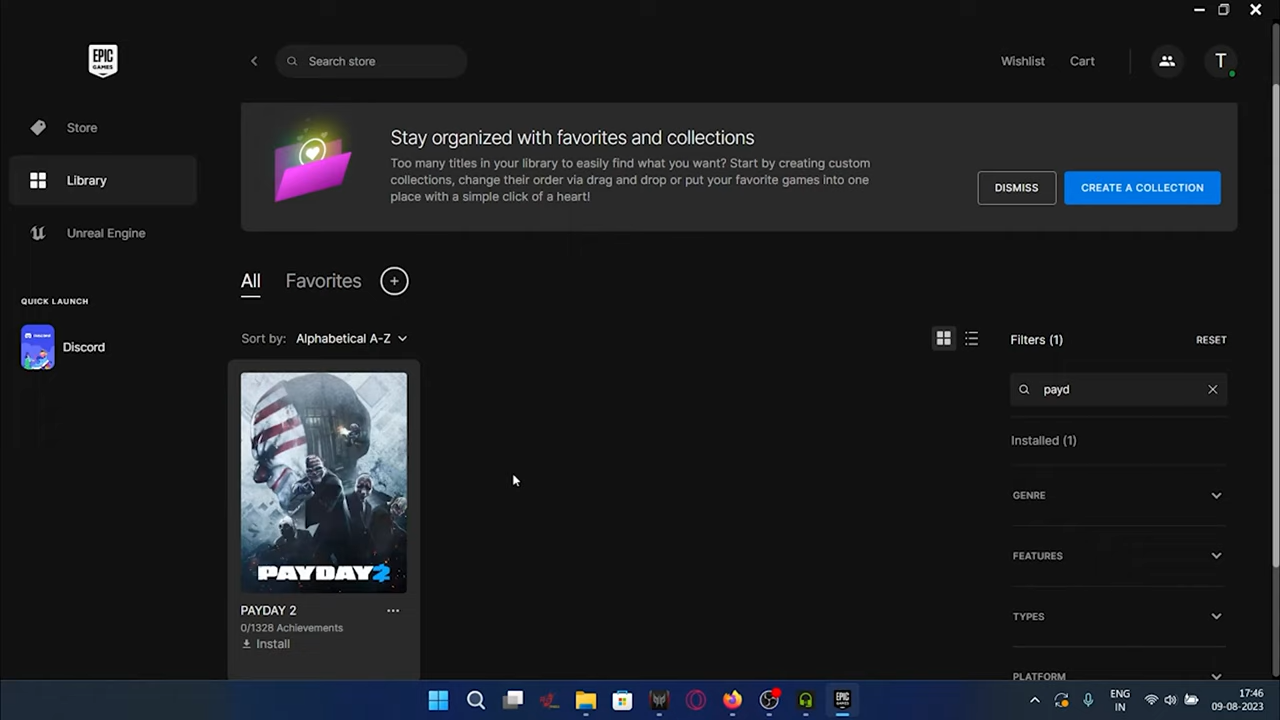 EPIC
GAMES
Search store
Wishlist
Cart
T
Store
Library
Unreal Engine
QUICK LAUNCH
Discord
Stay organized with favorites and collections
Too many titles in your library to easily find what you want? Start by creating custom
collections, change their order via drag and drop or put your favorite games into one
place with a simple click of a heart!
DISMISS
CREATE A COLLECTION
All
Favorites
+
Sort by: Alphabetical A-Z
PAYDAY2
PAYDAY 2
...
0/1328 Achievements
Install
Filters (1)
RESET
payd
Installed (1)
GENRE
FEATURES
TYPES
PLATFORM
EPIC
GAMES
ENG
IN
17:46
09-08-2023